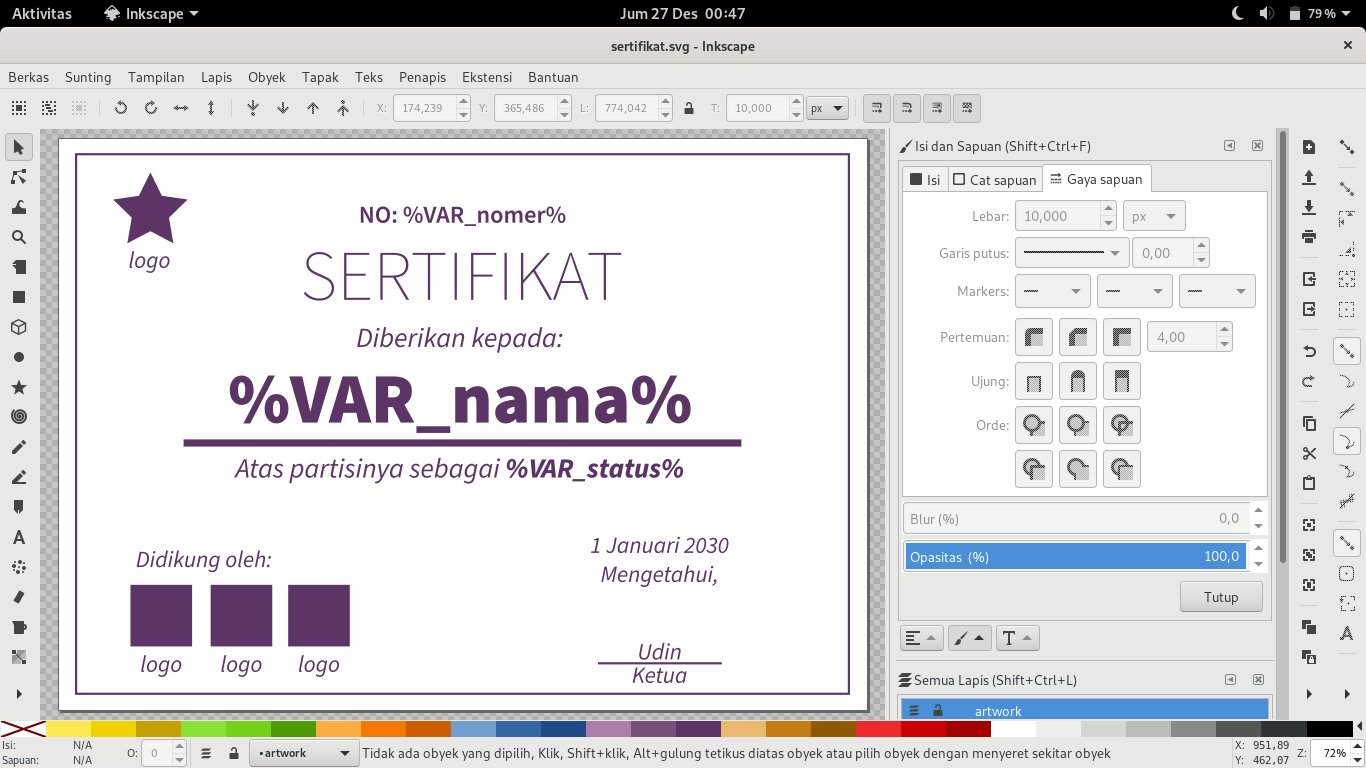 Aktivitas Inkscape Jum 27 Des 00:47 79 %
sertifikat.svg - Inkscape
Berkas Sunting Tampilan Lapis Obyek Tapak Teks Penapis Ekstensi Bantuan
X: 174,239 Y: 365,486 L: 774,042 T: 10,000 px
Isi dan Sapuan (Shift+Ctrl+F)
Isi Cat sapuan Gaya sapuan
Lebar: 10,000 px
Garis putus: 0,00
Markers:
Pertemuan: 4,00
Ujung:
Orde:
Blur (%) 0,0
Opasitas (%) 100,0
Tutup
Semua Lapis (Shift+Ctrl+L)
artwork
logo
NO: %VAR_nomer%
SERTIFIKAT
Diberikan kepada:
%VAR_nama%
Atas partisinya sebagai %VAR_status%
Didikung oleh:
logo logo logo
1 Januari 2030
Mengetahui,
Udin
Ketua
Isi: N/A
Sapuan: N/A
O: 0
•artwork
Tidak ada obyek yang dipilih, Klik, Shift+klik, Alt+gulung tetikus diatas obyek atau pilih obyek dengan menyeret sekitar obyek
X: 951,89
Y: 462,07
Z: 72%